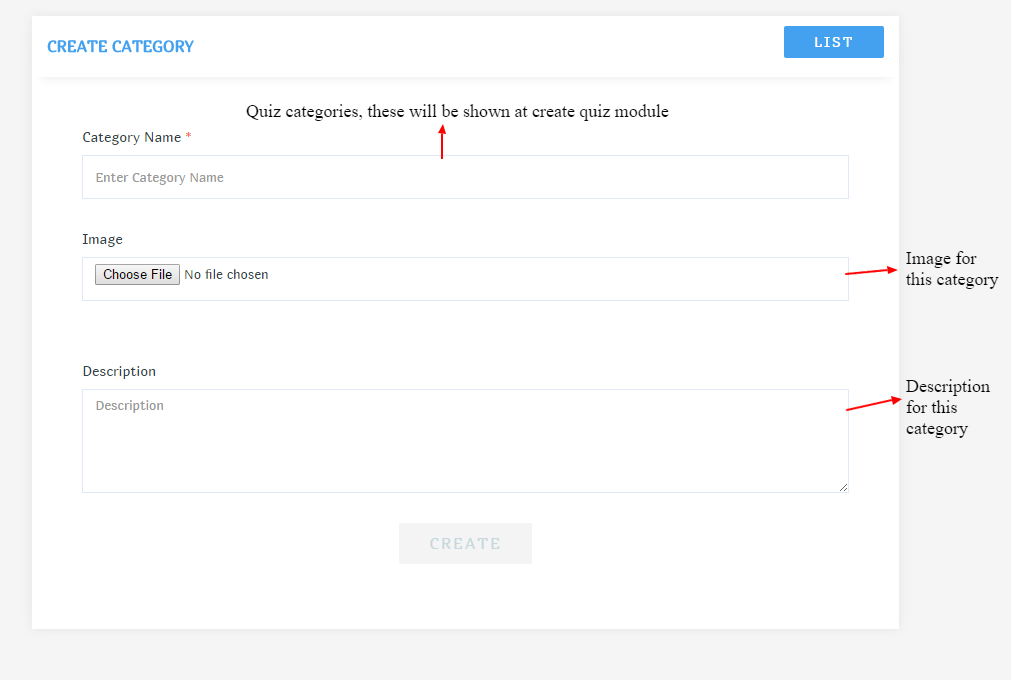 CREATE CATEGORY
LIST
Quiz categories, these will be shown at create quiz module
Category Name *
Enter Category Name
Image
Choose File No file chosen
Image for
this category
Description
Description
Description
for this
category
CREATE